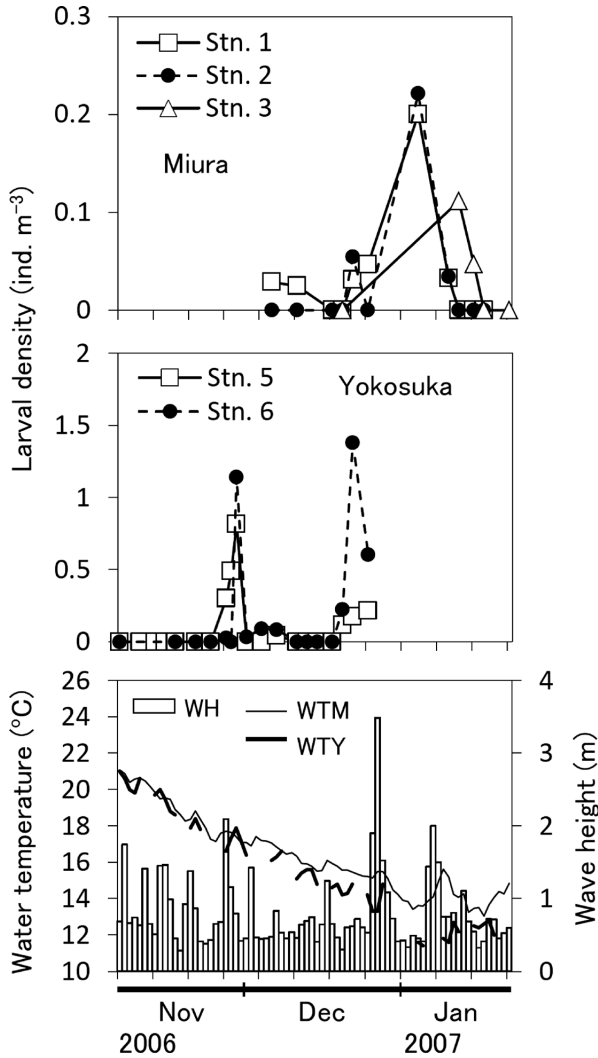 0.3
Stn. 1
Stn. 2
Stn. 3
0.2
Miura
0.1
0
Larval density (ind. m⁻³)
2
Stn. 5
Yokosuka
Stn. 6
1.5
1
0.5
0
26
4
WH
WTM
24
WTY
22
3
20
18
2
16
14
1
12
10
0
Water temperature (°C)
Wave height (m)
Nov
Dec
Jan
2006
2007